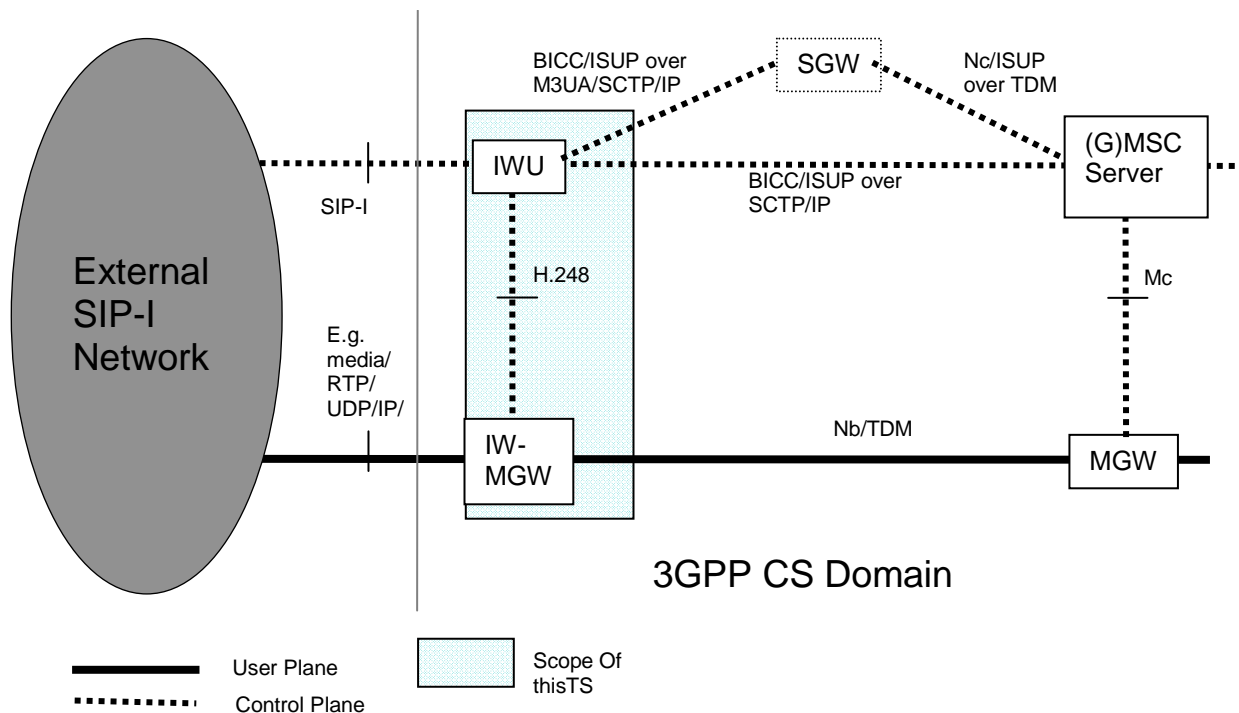 BICC/ISUP over
M3UA/SCTP/IP
SGW
Nc/ISUP
over TDM
IWU
(G)MSC
Server
SIP-I
BICC/ISUP over
SCTP/IP
External
SIP-I
Network
H.248
Mc
E.g.
media/
RTP/
UDP/IP/
IW-
MGW
Nb/TDM
MGW
3GPP CS Domain
User Plane
Control Plane
Scope Of
thisTS